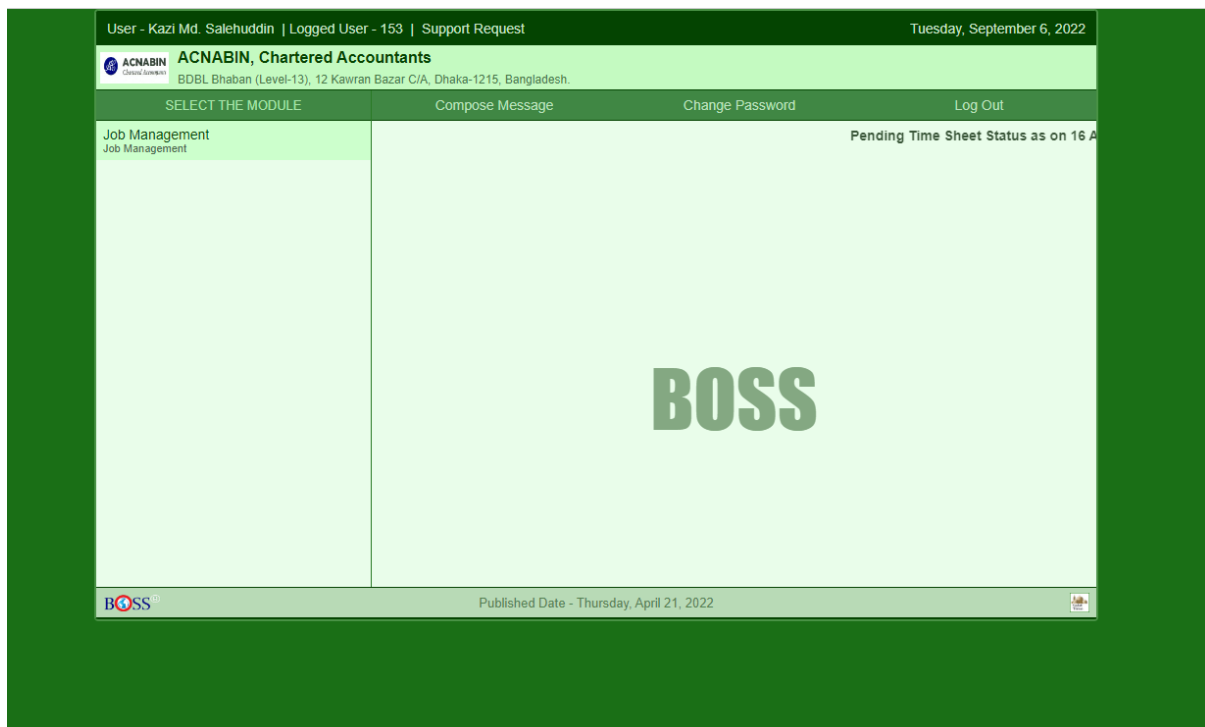 User - Kazi Md. Salehuddin | Logged User - 153 | Support Request
Tuesday, September 6, 2022
ACNABIN
Chartered Accountants
ACNABIN, Chartered Accountants
BDBL Bhaban (Level-13), 12 Kawran Bazar C/A, Dhaka-1215, Bangladesh.
SELECT THE MODULE
Compose Message
Change Password
Log Out
Job Management
Job Management
Pending Time Sheet Status as on 16 A
BOSS
BOSS
Published Date - Thursday, April 21, 2022